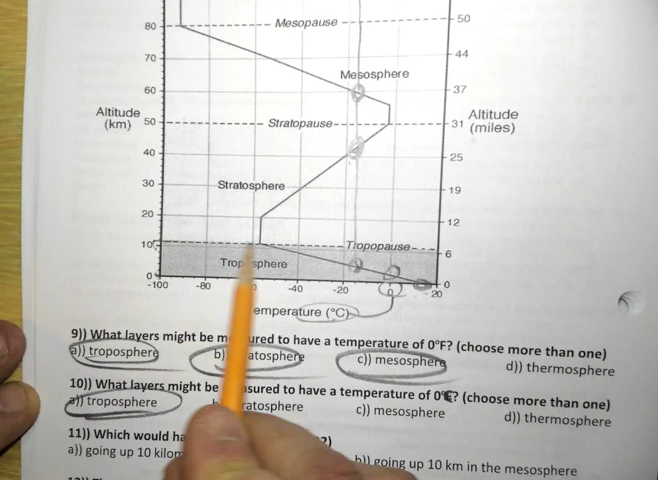 80 Mesopause 50
70 44
Mesosphere
60 37
Altitude (km) 50 Stratopause 31 Altitude (miles)
40 25
30 Stratosphere 19
20 12
10 Tropopause 6
Troposphere
0 0
-100 -80 -40 -20 0 20
emperature (°C)
9)) What layers might be measured to have a temperature of 0°F? (choose more than one)
a)) troposphere b)) stratosphere c)) mesosphere d)) thermosphere
10)) What layers might be measured to have a temperature of 0°? (choose more than one)
a)) troposphere stratosphere c)) mesosphere d)) thermosphere
11)) Which would ha ?)
a)) going up 10 kilom b)) going up 10 km in the mesosphere